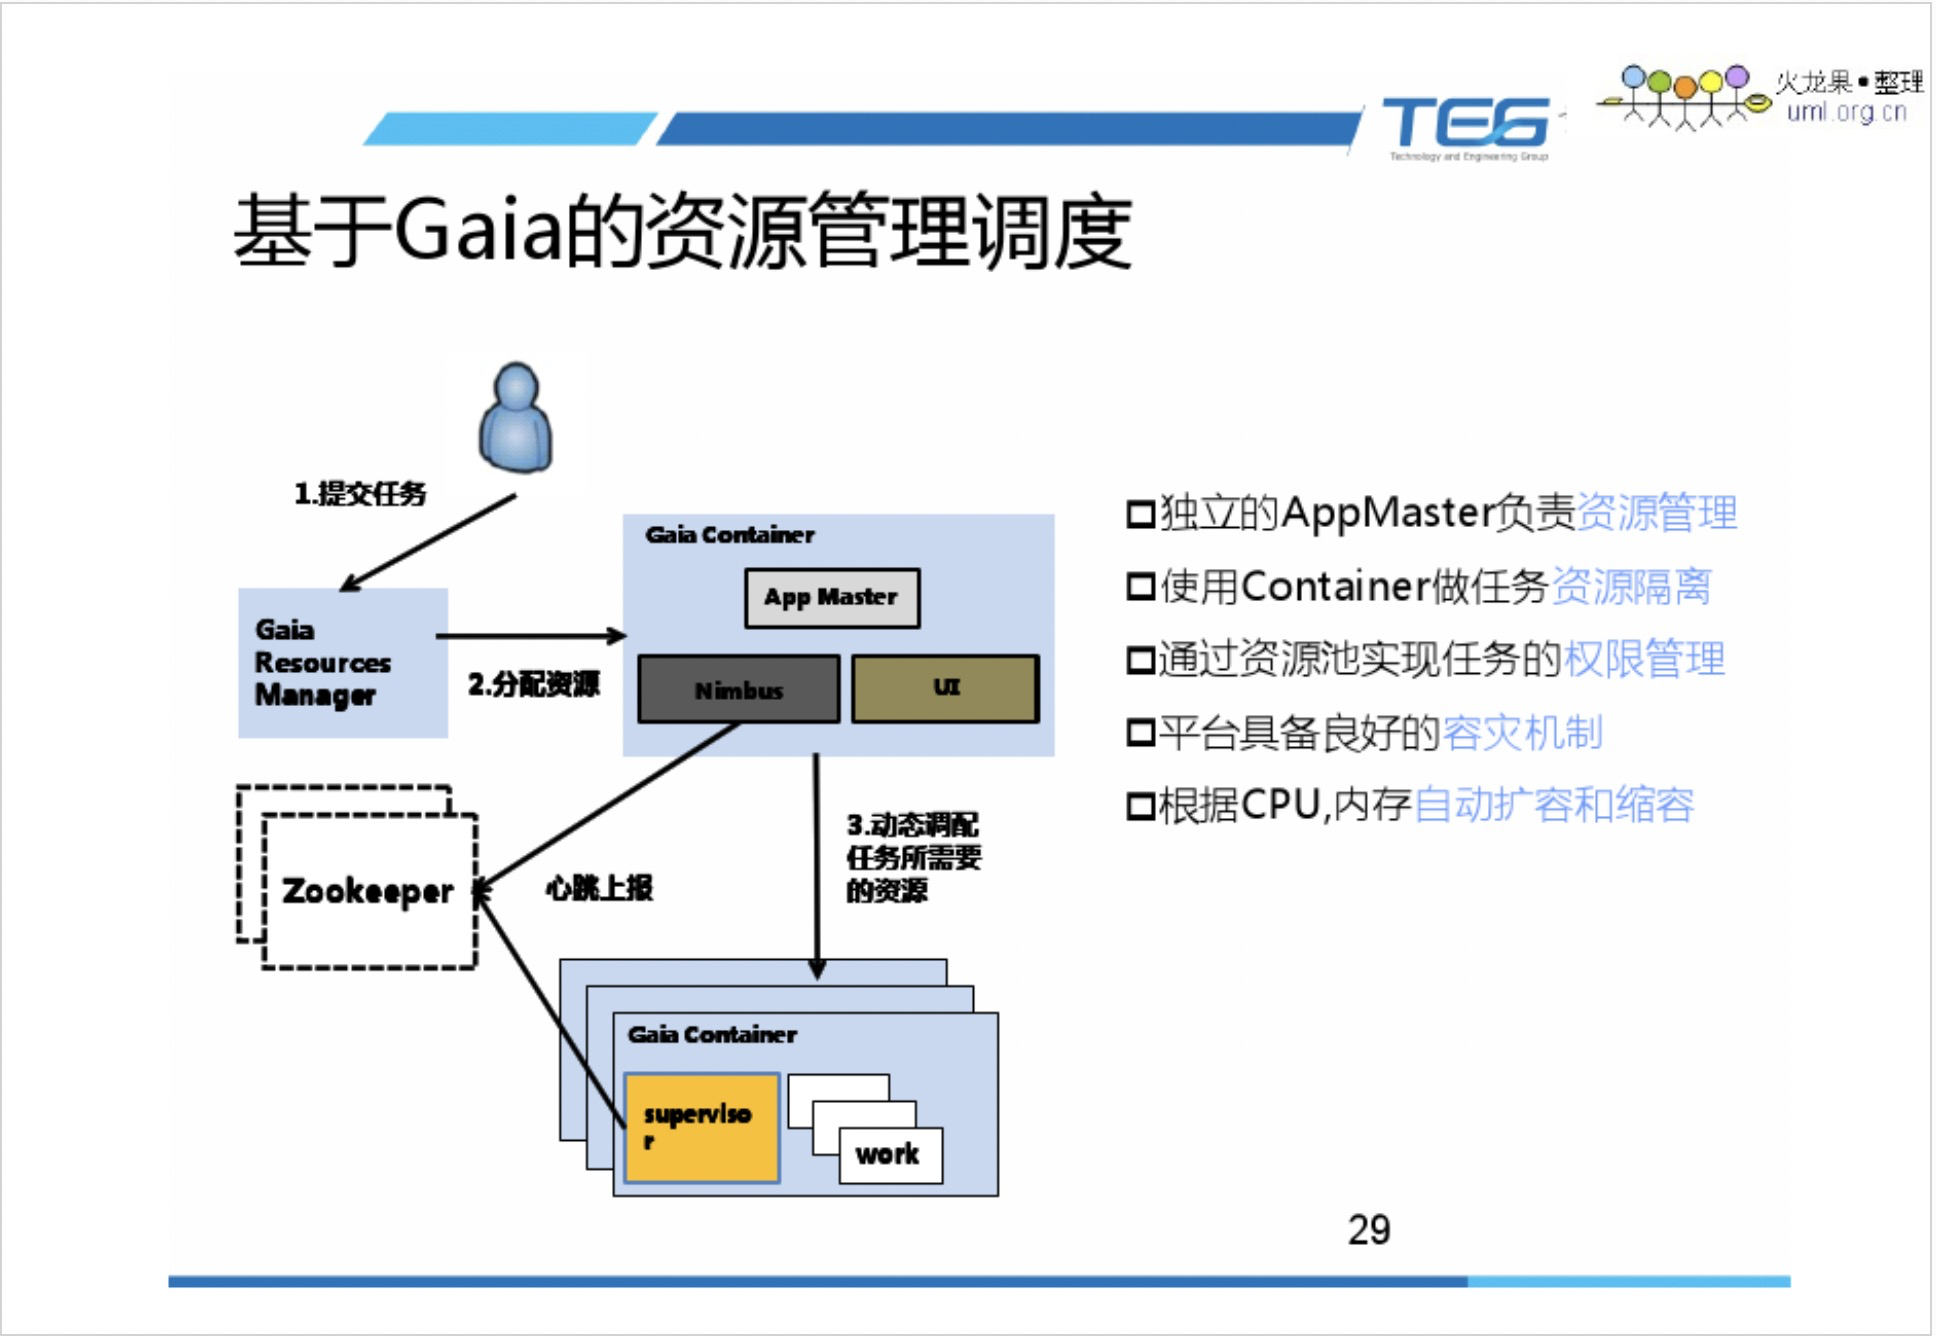 火龙果•整理
uml.org.cn
TEG
Technology and Engineering Group
基于Gaia的资源管理调度
1.提交任务
Gaia
Resources
Manager
2.分配资源
Gaia Container
App Master
Nimbus
UI
Zookeeper
心跳上报
3.动态调配
任务所需要
的资源
Gaia Container
superviso
r
work
独立的AppMaster负责资源管理
使用Container做任务资源隔离
通过资源池实现任务的权限管理
平台具备良好的容灾机制
根据CPU,内存自动扩容和缩容
29